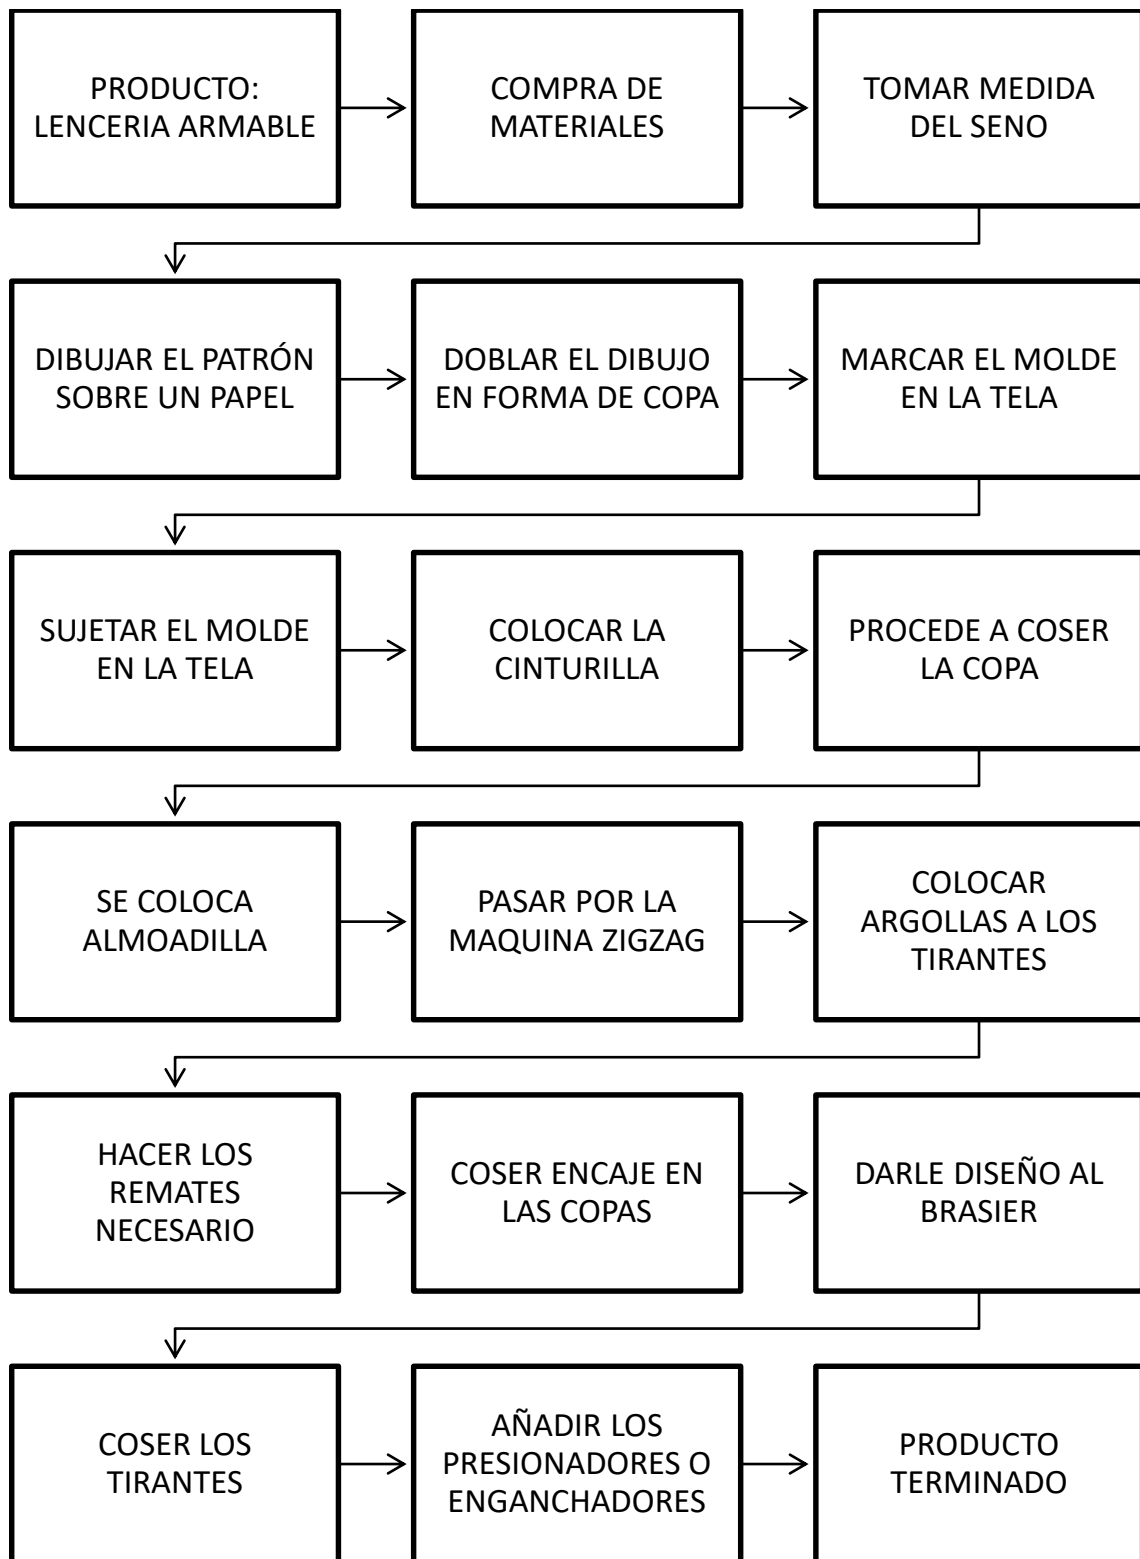 PRODUCTO:
LENCERIA ARMABLE
COMPRA DE
MATERIALES
TOMAR MEDIDA
DEL SENO
DIBUJAR EL PATRÓN
SOBRE UN PAPEL
DOBLAR EL DIBUJO
EN FORMA DE COPA
MARCAR EL MOLDE
EN LA TELA
SUJETAR EL MOLDE
EN LA TELA
COLOCAR LA
CINTURILLA
PROCEDE A COSER
LA COPA
SE COLOCA
ALMOADILLA
PASAR POR LA
MAQUINA ZIGZAG
COLOCAR
ARGOLLAS A LOS
TIRANTES
HACER LOS
REMATES
NECESARIO
COSER ENCAJE EN
LAS COPAS
DARLE DISEÑO AL
BRASIER
COSER LOS
TIRANTES
AÑADIR LOS
PRESIONADORES O
ENGANCHADORES
PRODUCTO
TERMINADO